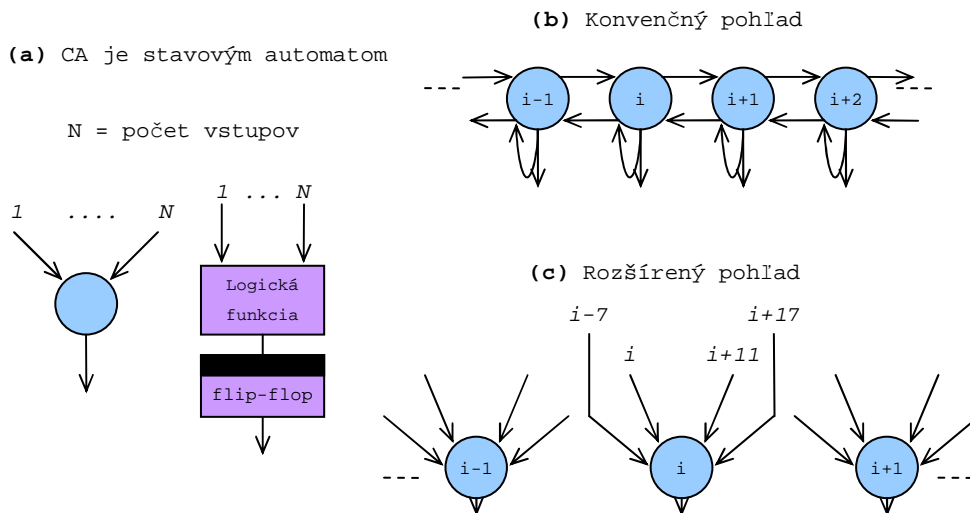 (a) CA je stavovým automatom
N = počet vstupov
1 .... N
1 ... N
Logická
funkcia
flip-flop
(b) Konvenčný pohľad
i-1 i i+1 i+2
(c) Rozšírený pohľad
i-7 i+17
i i+11
i-1 i i+1